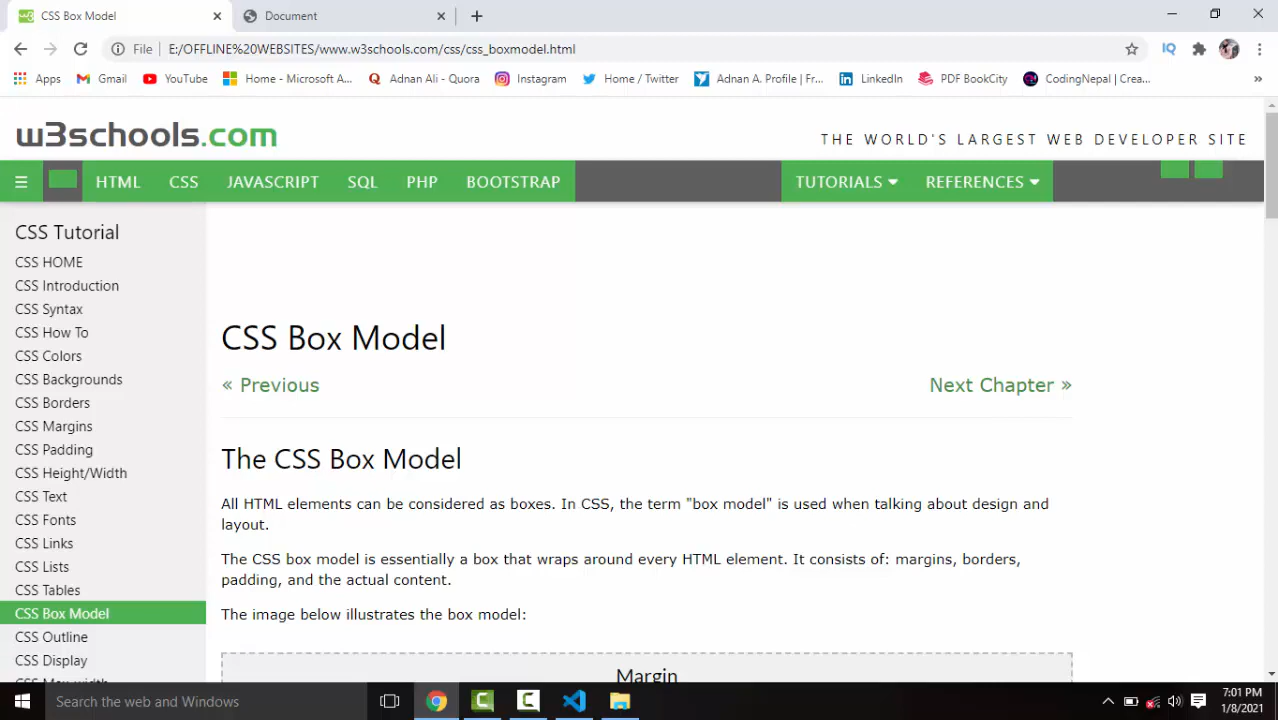 CSS Box Model
Document
File
E:/OFFLINE%20WEBSITES/www.w3schools.com/css/css_boxmodel.html
IQ
Apps
Gmail
YouTube
Home - Microsoft A...
Adnan Ali - Quora
Instagram
Home / Twitter
Adnan A. Profile | Fr...
LinkedIn
PDF BookCity
CodingNepal | Crea...
»
w3schools.com
THE WORLD'S LARGEST WEB DEVELOPER SITE
HTML
CSS
JAVASCRIPT
SQL
PHP
BOOTSTRAP
TUTORIALS
REFERENCES
CSS Tutorial
CSS HOME
CSS Introduction
CSS Syntax
CSS How To
CSS Colors
CSS Backgrounds
CSS Borders
CSS Margins
CSS Padding
CSS Height/Width
CSS Text
CSS Fonts
CSS Links
CSS Lists
CSS Tables
CSS Box Model
CSS Outline
CSS Display
CSS Max-width
CSS Box Model
« Previous
Next Chapter »
The CSS Box Model
All HTML elements can be considered as boxes. In CSS, the term "box model" is used when talking about design and
layout.
The CSS box model is essentially a box that wraps around every HTML element. It consists of: margins, borders,
padding, and the actual content.
The image below illustrates the box model:
Margin
Search the web and Windows
7:01 PM
1/8/2021